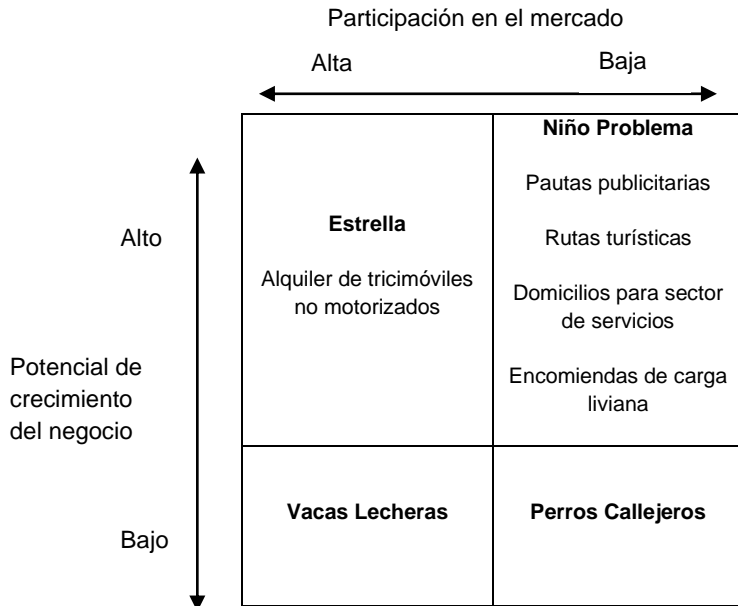 Participación en el mercado
Alta
Baja
Niño Problema
Pautas publicitarias
Rutas turísticas
Domicilios para sector
de servicios
Encomiendas de carga
liviana
Estrella
Alquiler de tricimóviles
no motorizados
Alto
Potencial de
crecimiento
del negocio
Bajo
Vacas Lecheras
Perros Callejeros